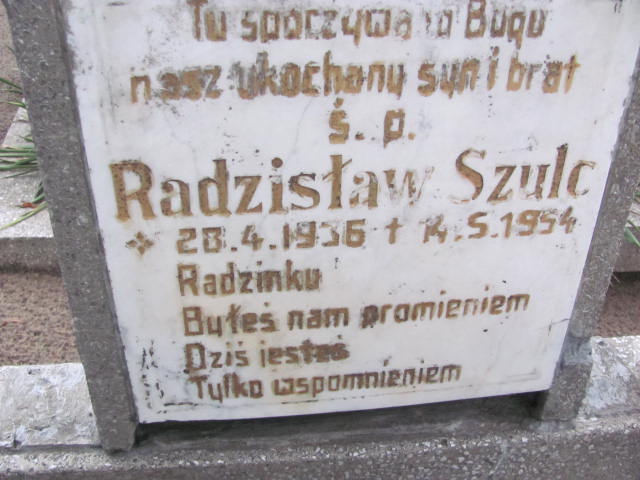 Tu spoczywa w Bogu
nasz ukochany syn i brat
ś. p.
Radzisław Szulc
28.4.1936 † 14.5.1954
Radzinku
Byłeś nam promieniem
Dziś jesteś
Tylko wspomnieniem